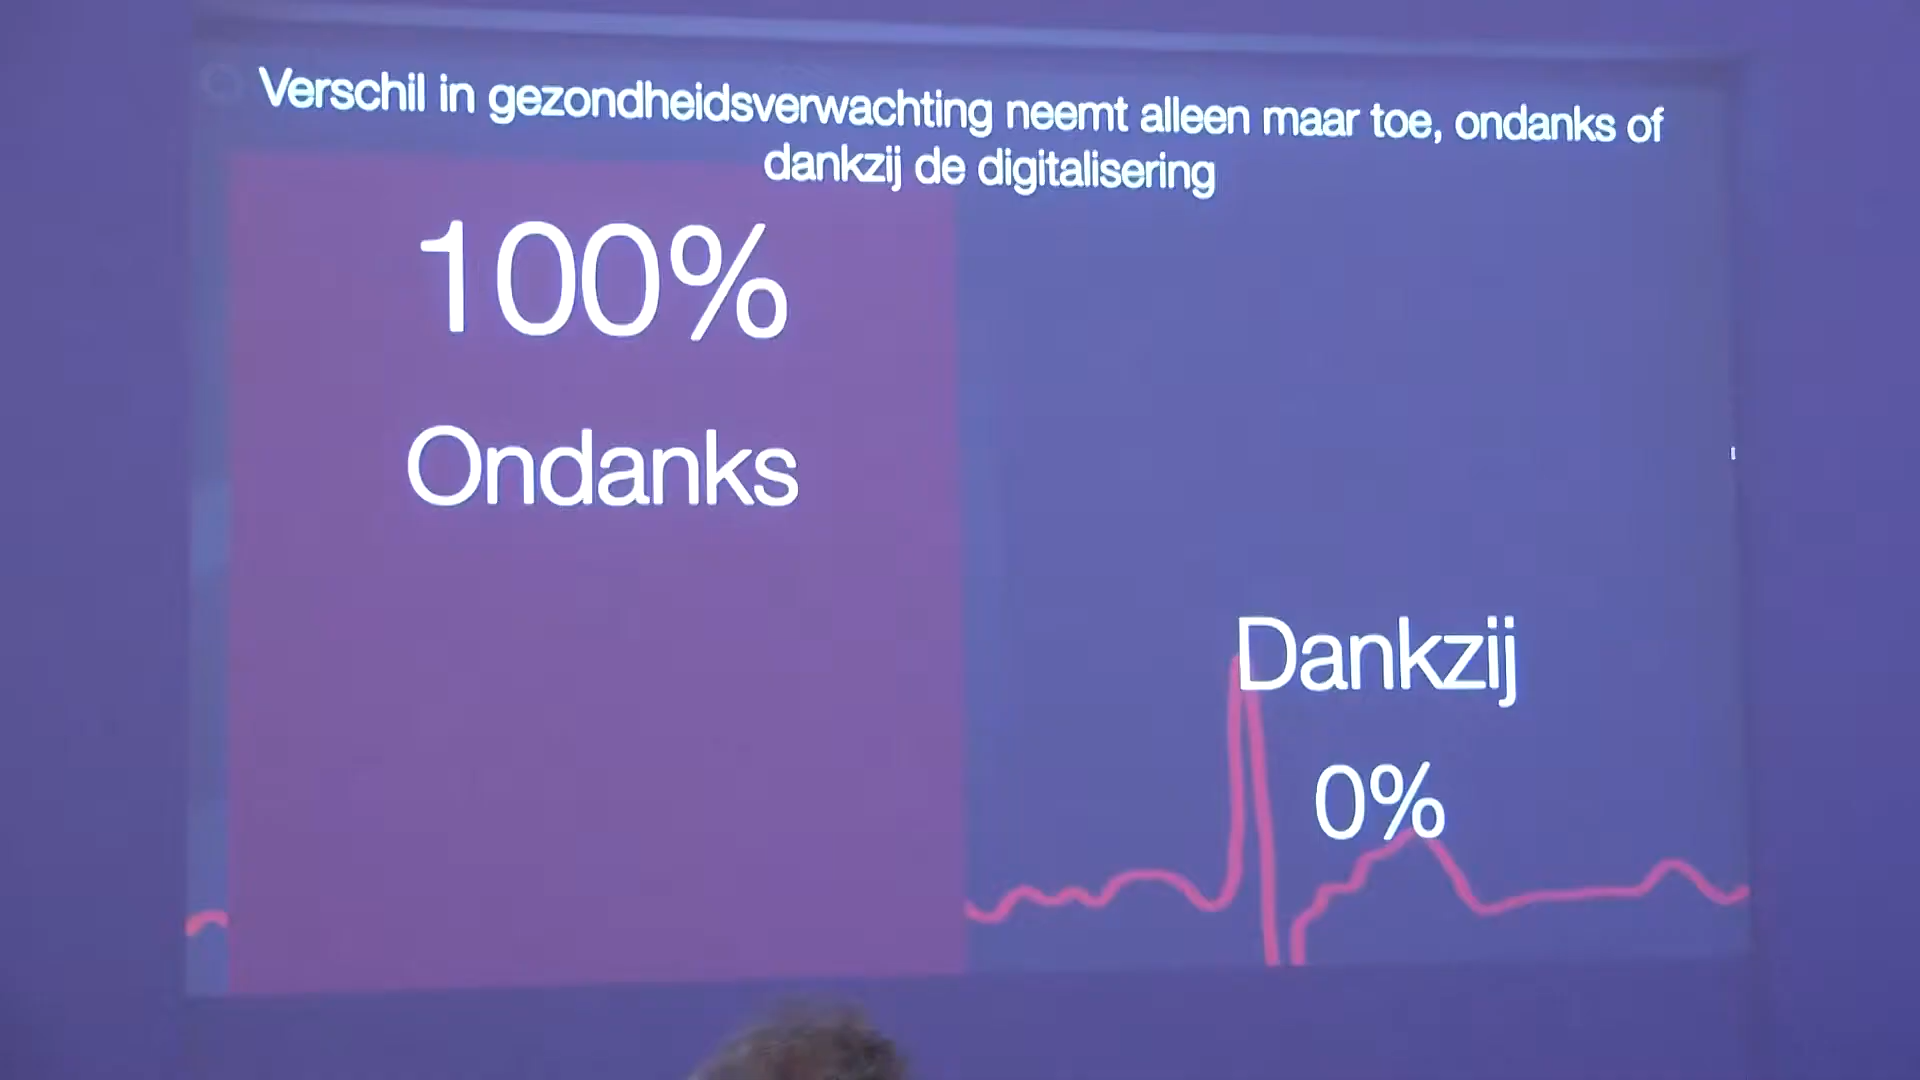 Verschil in gezondheidsverwachting neemt alleen maar toe, ondanks of
dankzij de digitalisering
100%
Ondanks
Dankzij
0%